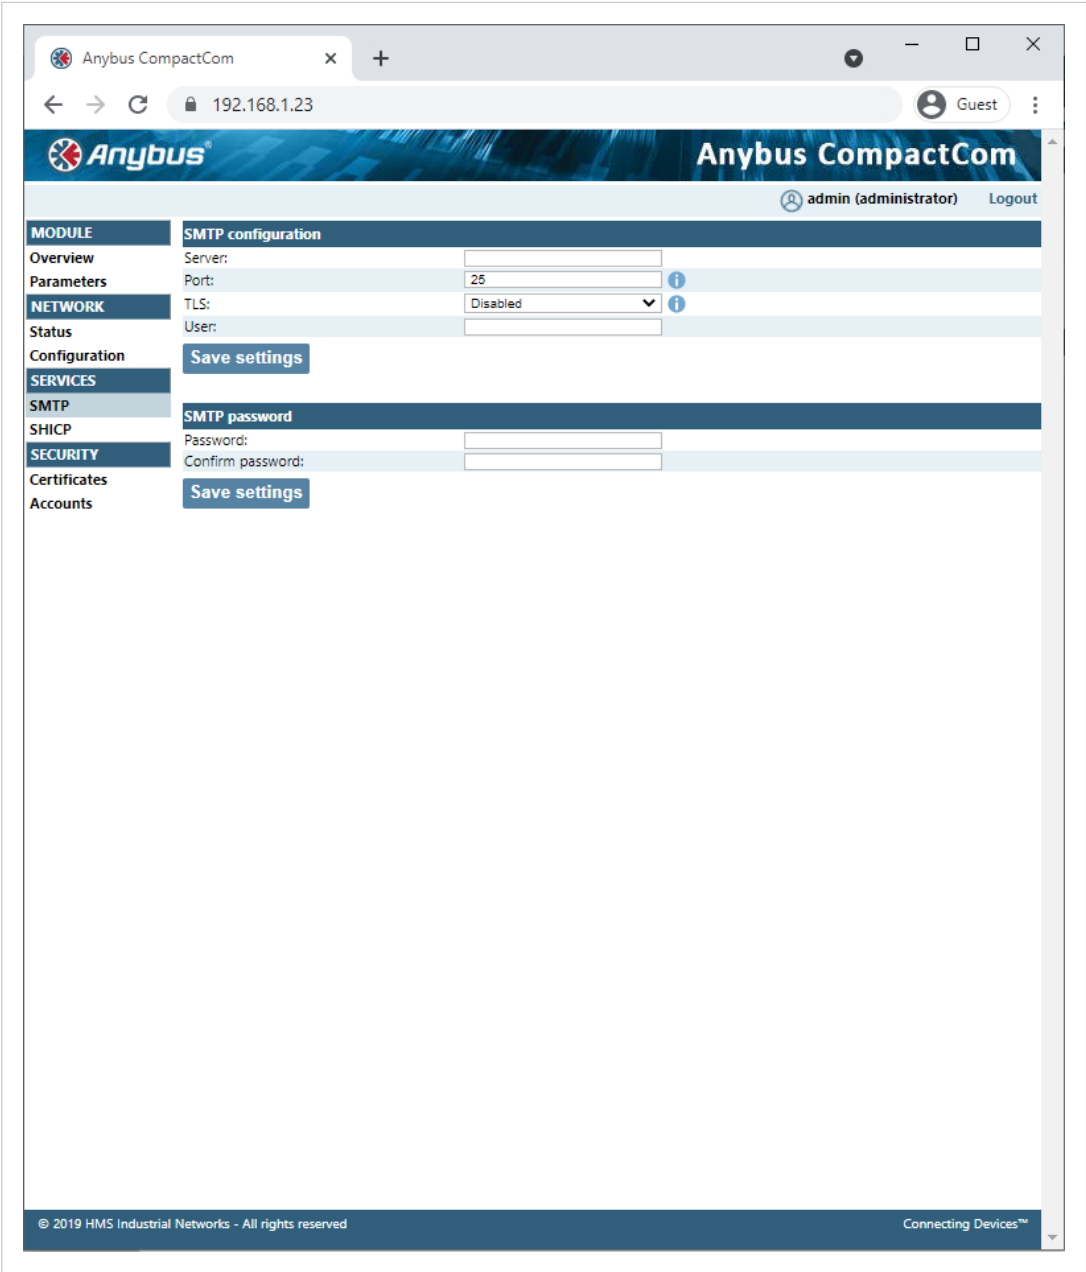 Anybus CompactCom
192.168.1.23
Guest
Anybus®
Anybus CompactCom
admin (administrator) Logout
MODULE
Overview
Parameters
NETWORK
Status
Configuration
SERVICES
SMTP
SHICP
SECURITY
Certificates
Accounts
SMTP configuration
Server:
Port: 25
TLS: Disabled
User:
Save settings
SMTP password
Password:
Confirm password:
Save settings
© 2019 HMS Industrial Networks - All rights reserved
Connecting Devices™